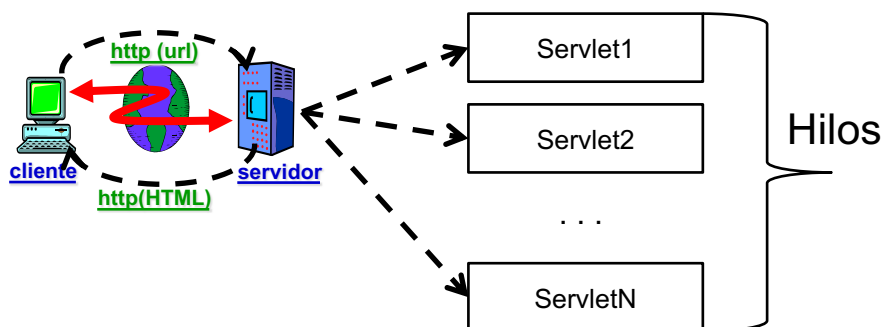 http (url)
cliente
servidor
http(HTML)
Servlet1
Servlet2
. . .
ServletN
Hilos